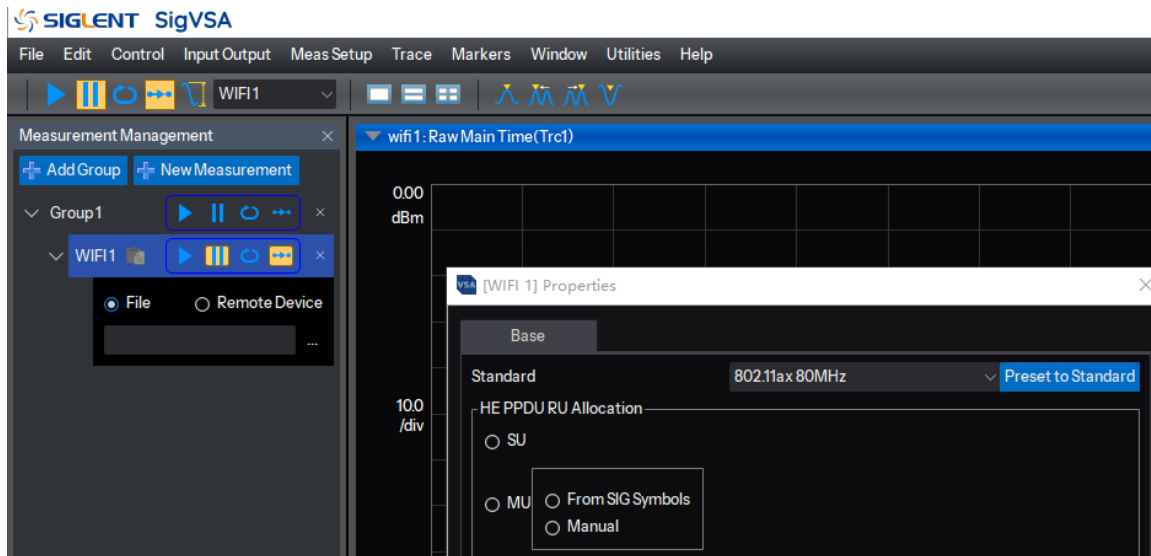 SIGLENT SigVSA
File Edit Control Input Output Meas Setup Trace Markers Window Utilities Help
WIFI1
Measurement Management
wifi1: Raw Main Time(Trc1)
Add Group New Measurement
0.00
dBm
Group1
WIFI1
VSA [WIFI 1] Properties
File Remote Device
Base
...
Standard 802.11ax 80MHz Preset to Standard
10.0
/div
HE PPDU RU Allocation
SU
MU From SIG Symbols
Manual